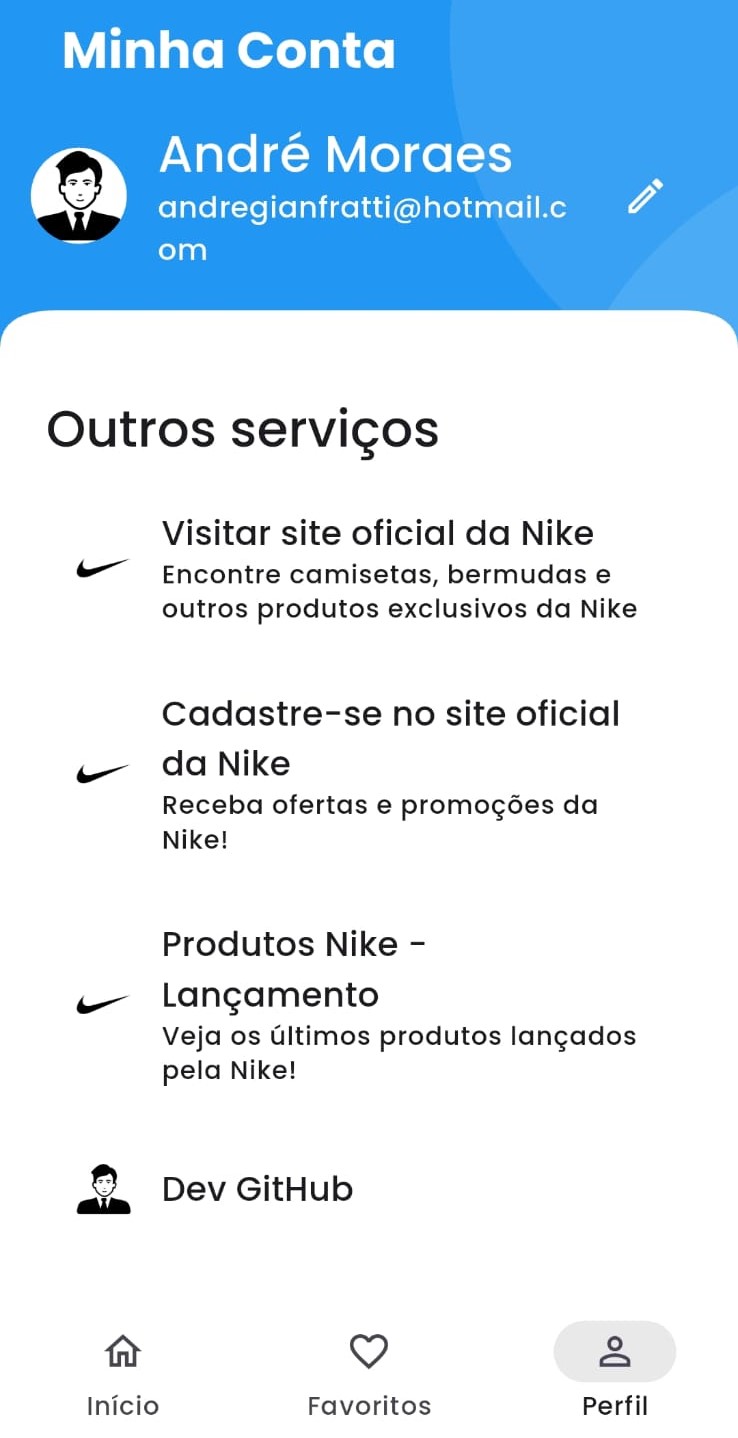 Minha Conta
André Moraes
andregianfratti@hotmail.c
om
Outros serviços
Visitar site oficial da Nike
Encontre camisetas, bermudas e
outros produtos exclusivos da Nike
Cadastre-se no site oficial
da Nike
Receba ofertas e promoções da
Nike!
Produtos Nike -
Lançamento
Veja os últimos produtos lançados
pela Nike!
Dev GitHub
Início
Favoritos
Perfil